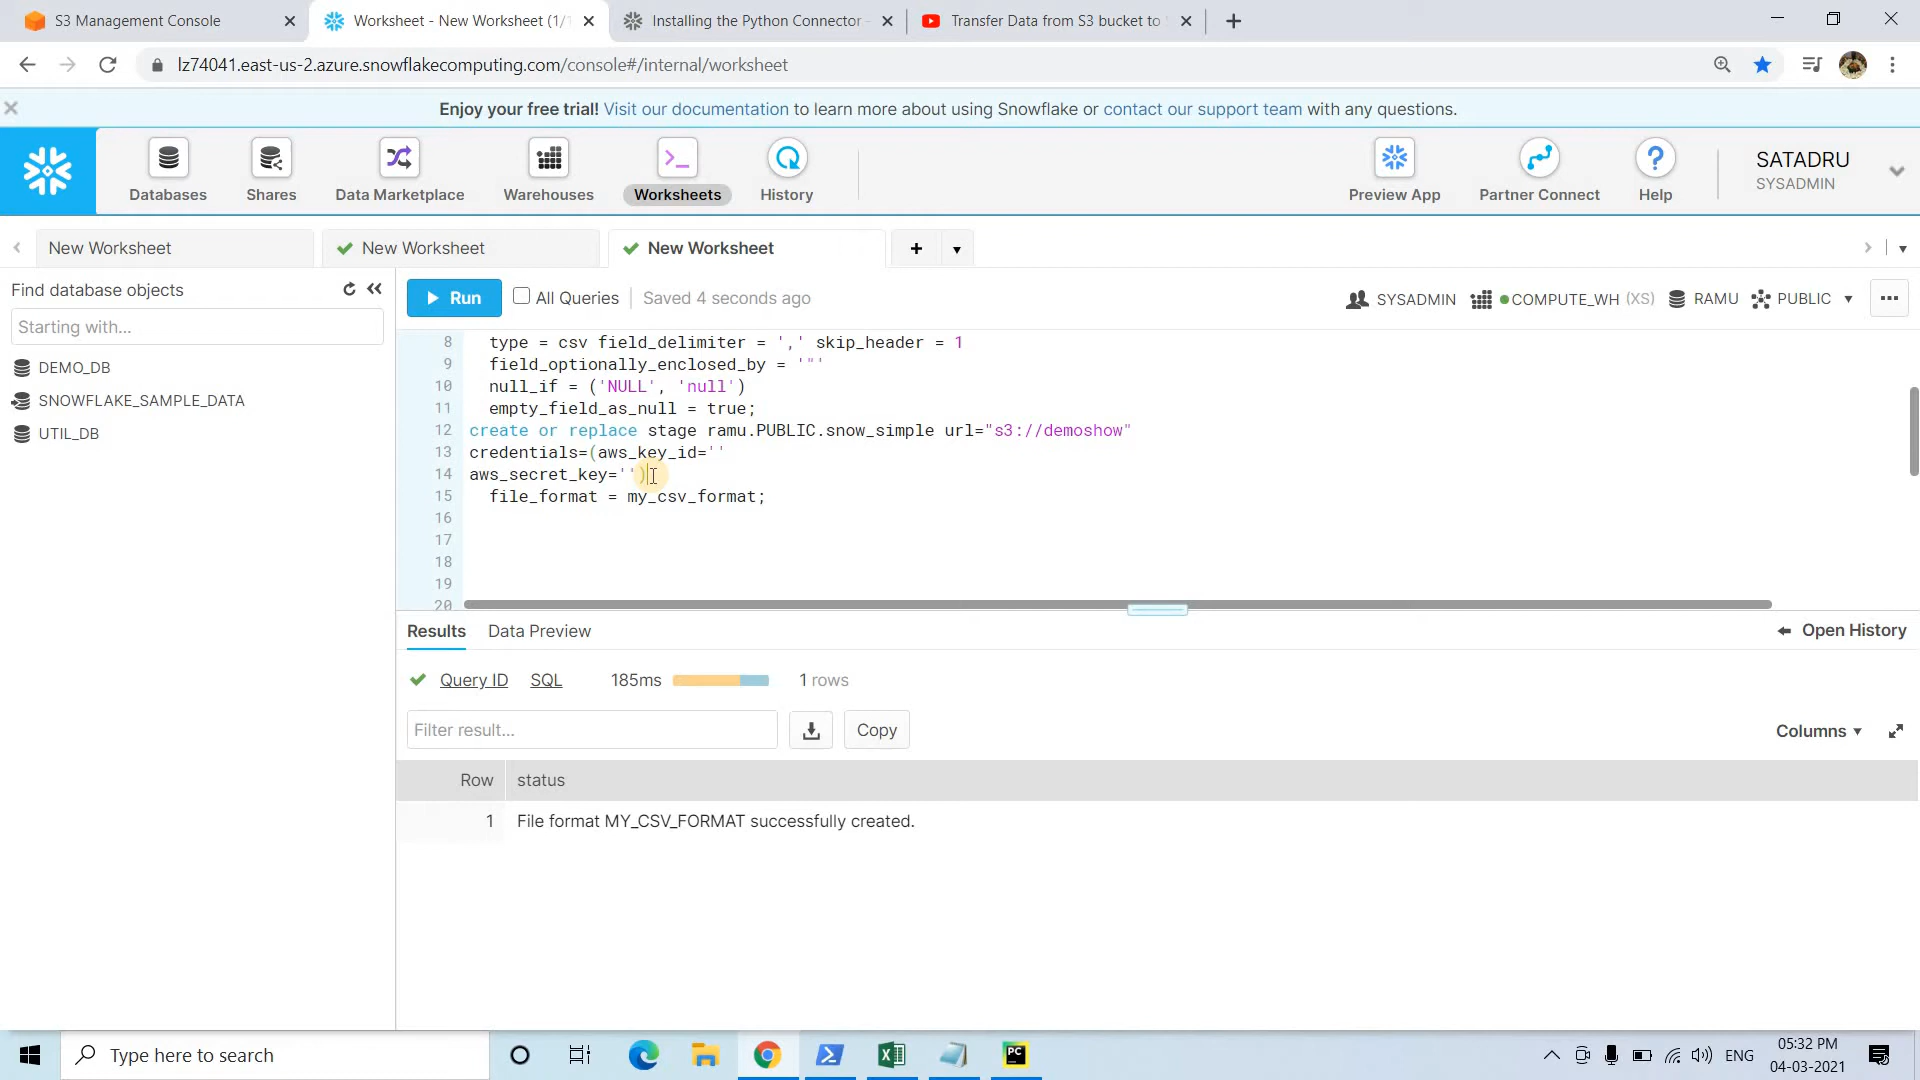 S3 Management Console
Worksheet - New Worksheet (1/1
Installing the Python Connector -
Transfer Data from S3 bucket to
lz74041.east-us-2.azure.snowflakecomputing.com/console#/internal/worksheet
Enjoy your free trial! Visit our documentation to learn more about using Snowflake or contact our support team with any questions.
Databases
Shares
Data Marketplace
Warehouses
Worksheets
History
Preview App
Partner Connect
Help
SATADRU
SYSADMIN
New Worksheet
New Worksheet
New Worksheet
Find database objects
Starting with...
DEMO_DB
SNOWFLAKE_SAMPLE_DATA
UTIL_DB
Run
All Queries
Saved 4 seconds ago
SYSADMIN
COMPUTE_WH (XS)
RAMU
PUBLIC
8 type = csv field_delimiter = ',' skip_header = 1
9 field_optionally_enclosed_by = '"'
10 null_if = ('NULL', 'null')
11 empty_field_as_null = true;
12 create or replace stage ramu.PUBLIC.snow_simple url="s3://demoshow"
13 credentials=(aws_key_id=''
14 aws_secret_key='')
15 file_format = my_csv_format;
16
17
18
19
20
Results
Data Preview
Open History
Query ID
SQL
185ms
1 rows
Filter result...
Copy
Columns
Row
status
1
File format MY_CSV_FORMAT successfully created.
Type here to search
PC
ENG
05:32 PM
04-03-2021